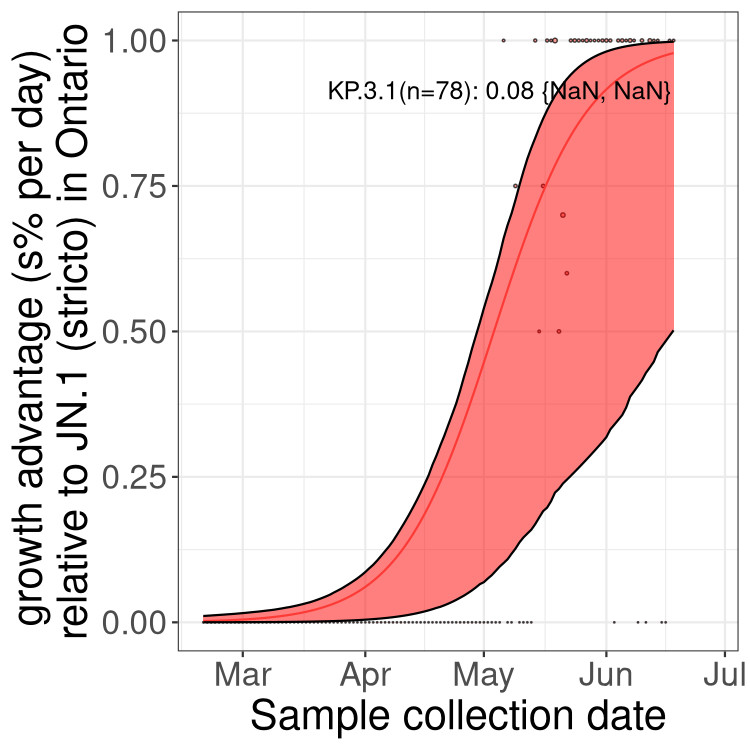 growth advantage (s% per day)
relative to JN.1 (stricto) in Ontario
1.00
0.75
0.50
0.25
0.00
KP.3.1(n=78): 0.08 {NaN, NaN}
Mar Apr May Jun Jul
Sample collection date